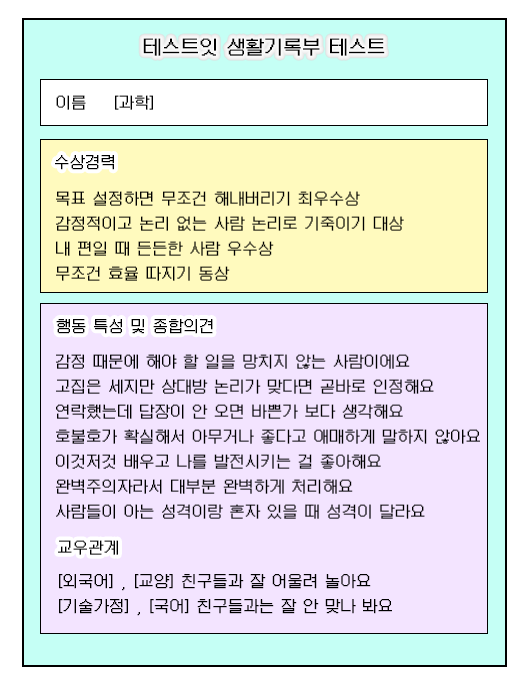 테스트잇 생활기록부 테스트
이름 [과학]
수상경력
목표 설정하면 무조건 해내버리기 최우수상
감정적이고 논리 없는 사람 논리로 기죽이기 대상
내 편일 때 든든한 사람 우수상
무조건 효율 따지기 동상
행동 특성 및 종합의견
감정 때문에 해야 할 일을 망치지 않는 사람이에요
고집은 세지만 상대방 논리가 맞다면 곧바로 인정해요
연락했는데 답장이 안 오면 바쁜가 보다 생각해요
호불호가 확실해서 아무거나 좋다고 애매하게 말하지 않아요
이것저것 배우고 나를 발전시키는 걸 좋아해요
완벽주의자라서 대부분 완벽하게 처리해요
사람들이 아는 성격이랑 혼자 있을 때 성격이 달라요
교우관계
[외국어] , [교양] 친구들과 잘 어울려 놀아요
[기술가정] , [국어] 친구들과는 잘 안 맞나 봐요